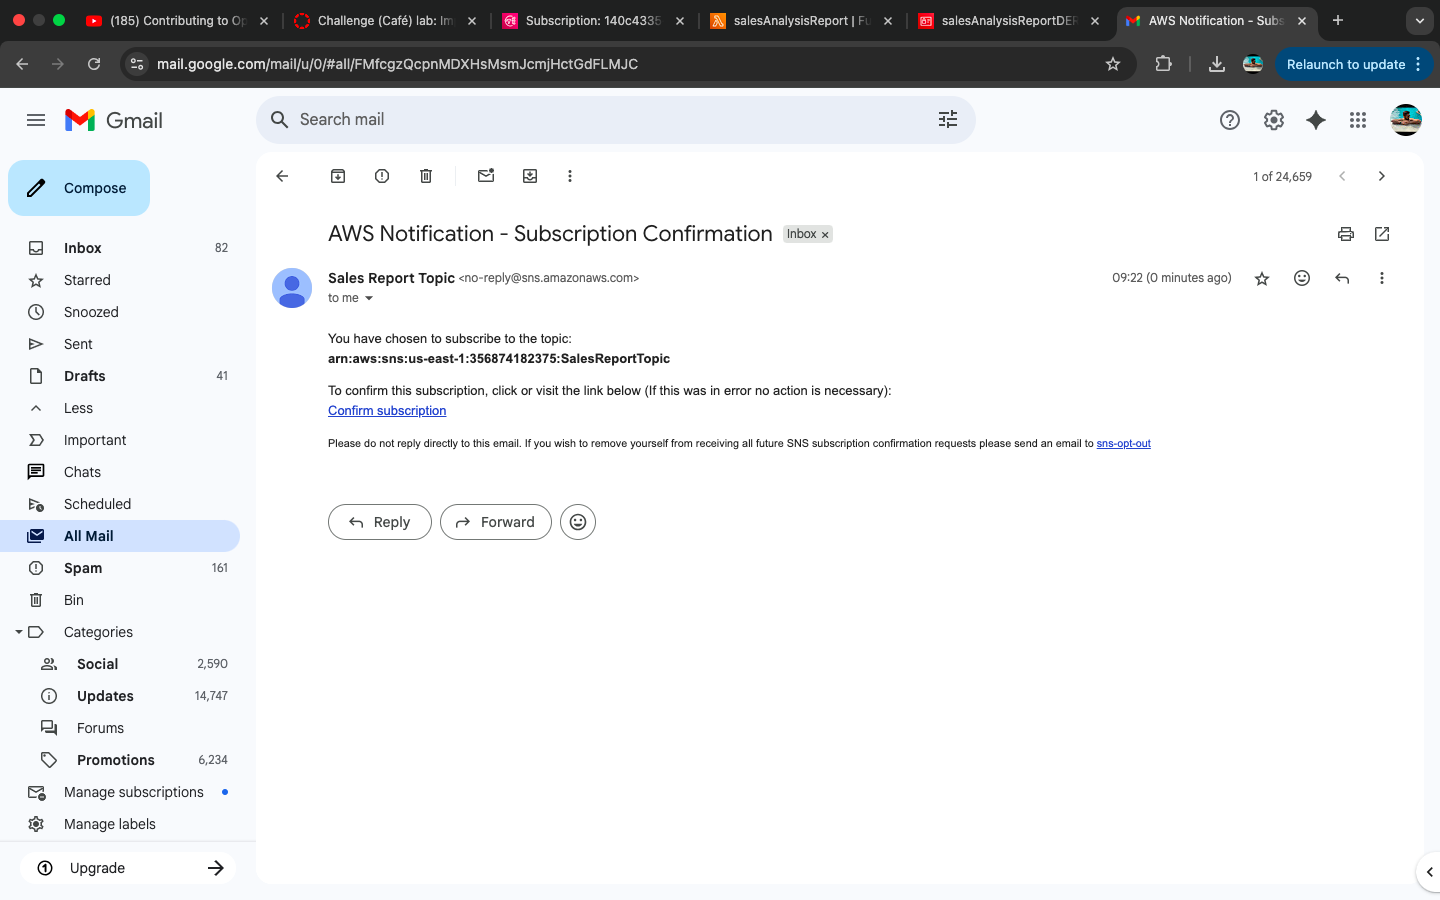 (185) Contributing to Op
Challenge (Café) lab: Im
Subscription: 140c4335
salesAnalysisReport | Fu
salesAnalysisReportDER
AWS Notification - Subs
mail.google.com/mail/u/0/#all/FMfcgzQcpnMDXHsMsmJcmjHctGdFLMJC
Relaunch to update
Gmail
Search mail
Compose
1 of 24,659
Inbox 82
Starred
Snoozed
Sent
Drafts 41
Less
Important
Chats
Scheduled
All Mail
Spam 161
Bin
Categories
Social 2,590
Updates 14,747
Forums
Promotions 6,234
Manage subscriptions
Manage labels
Upgrade
AWS Notification - Subscription Confirmation Inbox x
Sales Report Topic <no-reply@sns.amazonaws.com> 09:22 (0 minutes ago)
to me
You have chosen to subscribe to the topic:
arn:aws:sns:us-east-1:356874182375:SalesReportTopic
To confirm this subscription, click or visit the link below (If this was in error no action is necessary):
Confirm subscription
Please do not reply directly to this email. If you wish to remove yourself from receiving all future SNS subscription confirmation requests please send an email to sns-opt-out
Reply Forward